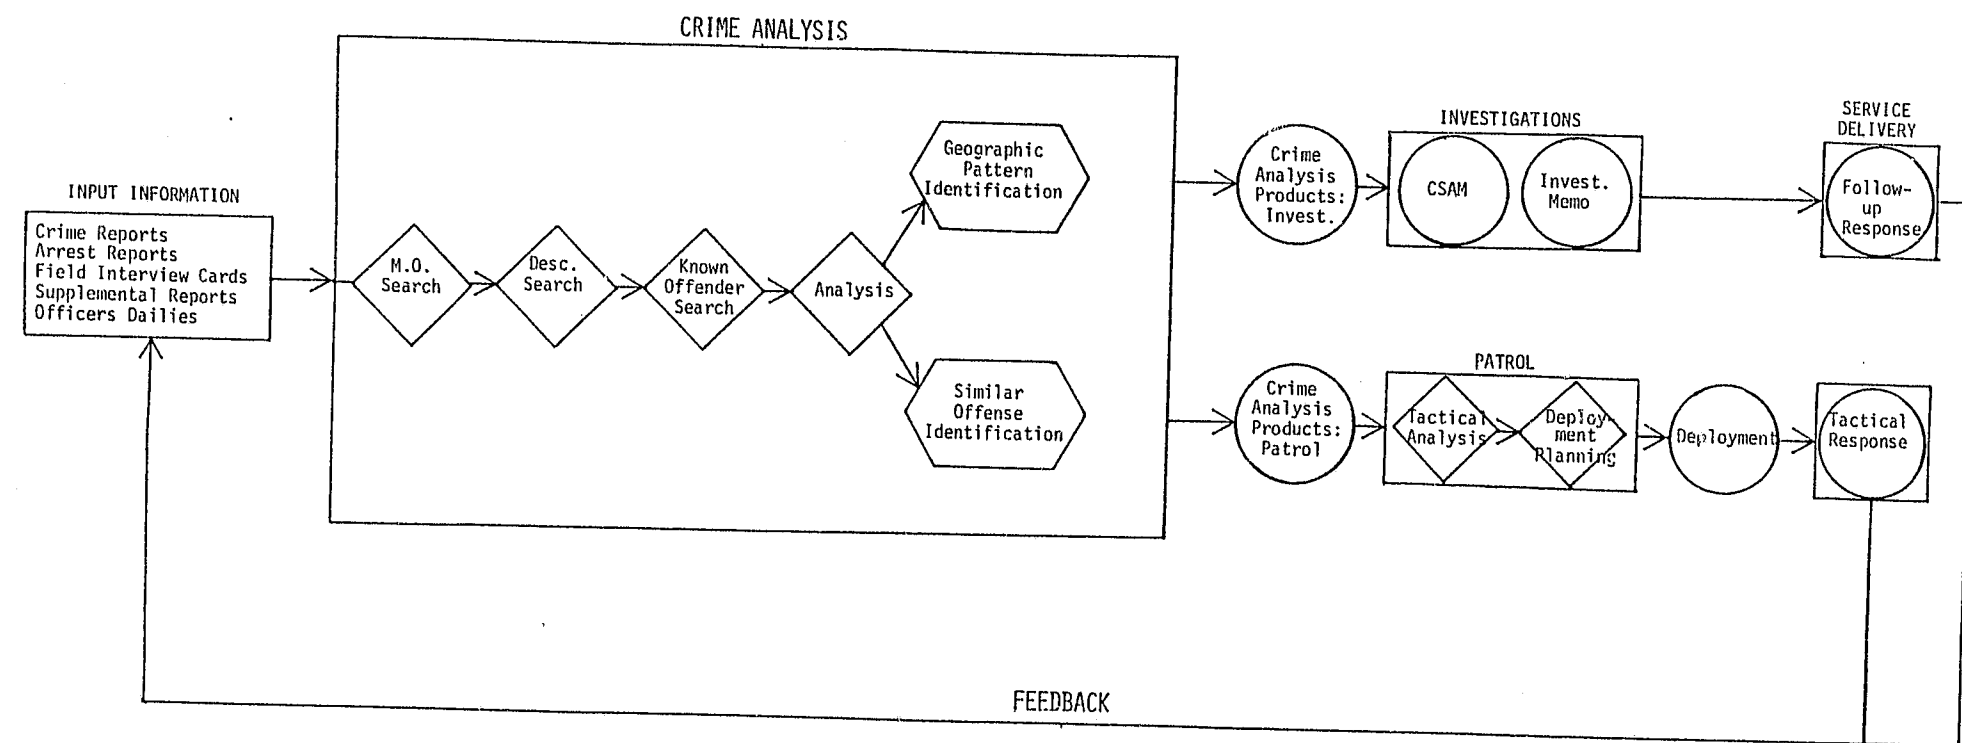 CRIME ANALYSIS
INPUT INFORMATION
Crime Reports
Arrest Reports
Field Interview Cards
Supplemental Reports
Officers Dailies
M.O.
Search
Desc.
Search
Known
Offender
Search
Analysis
Geographic
Pattern
Identification
Similar
Offense
Identification
Crime
Analysis
Products:
Invest.
INVESTIGATIONS
CSAM
Invest.
Memo
SERVICE
DELIVERY
Follow-
up
Response
Crime
Analysis
Products:
Patrol
PATROL
Tactical
Analysis
Deploy-
ment
Planning
Deployment
Tactical
Response
FEEDBACK